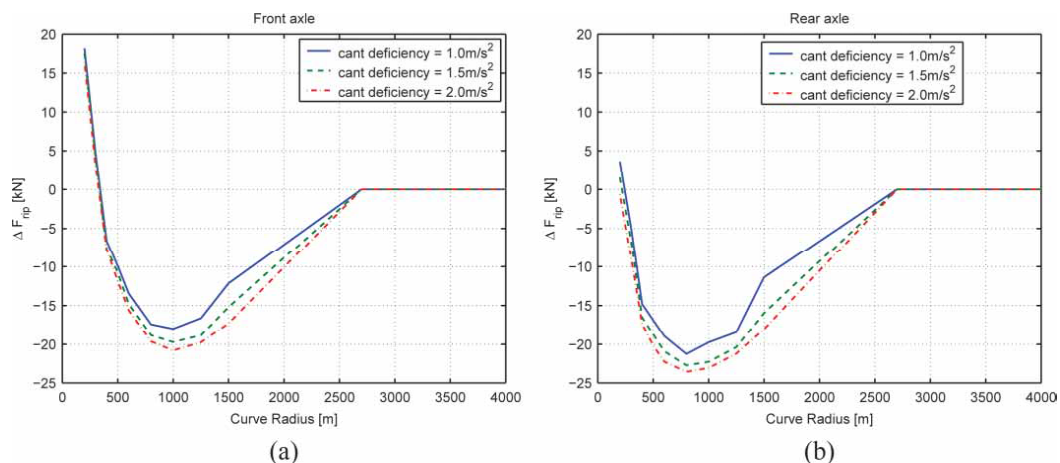 Front axle
20
15
10
5
0
−5
−10
−15
−20
−25
Δ F_rip [kN]
cant deficiency = 1.0m/s²
cant deficiency = 1.5m/s²
cant deficiency = 2.0m/s²
0 500 1000 1500 2000 2500 3000 3500 4000
Curve Radius [m]
(a)
Rear axle
20
15
10
5
0
−5
−10
−15
−20
−25
Δ F_rip [kN]
cant deficiency = 1.0m/s²
cant deficiency = 1.5m/s²
cant deficiency = 2.0m/s²
0 500 1000 1500 2000 2500 3000 3500 4000
Curve Radius [m]
(b)